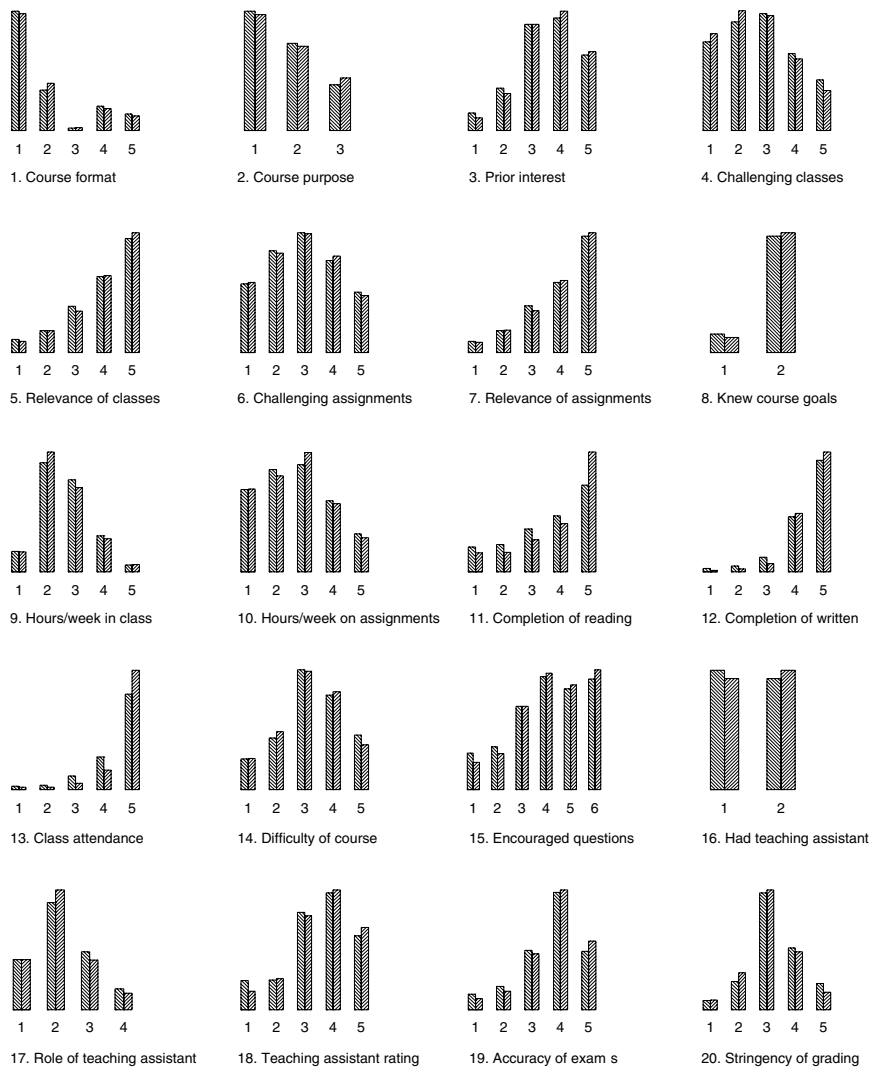 1 2 3 4 5 1 2 3 1 2 3 4 5 1 2 3 4 5
1. Course format 2. Course purpose 3. Prior interest 4. Challenging classes
1 2 3 4 5 1 2 3 4 5 1 2 3 4 5 1 2
5. Relevance of classes 6. Challenging assignments 7. Relevance of assignments 8. Knew course goals
1 2 3 4 5 1 2 3 4 5 1 2 3 4 5 1 2 3 4 5
9. Hours/week in class 10. Hours/week on assignments 11. Completion of reading 12. Completion of written
1 2 3 4 5 1 2 3 4 5 1 2 3 4 5 6 1 2
13. Class attendance 14. Difficulty of course 15. Encouraged questions 16. Had teaching assistant
1 2 3 4 1 2 3 4 5 1 2 3 4 5 1 2 3 4 5
17. Role of teaching assistant 18. Teaching assistant rating 19. Accuracy of exam s 20. Stringency of grading